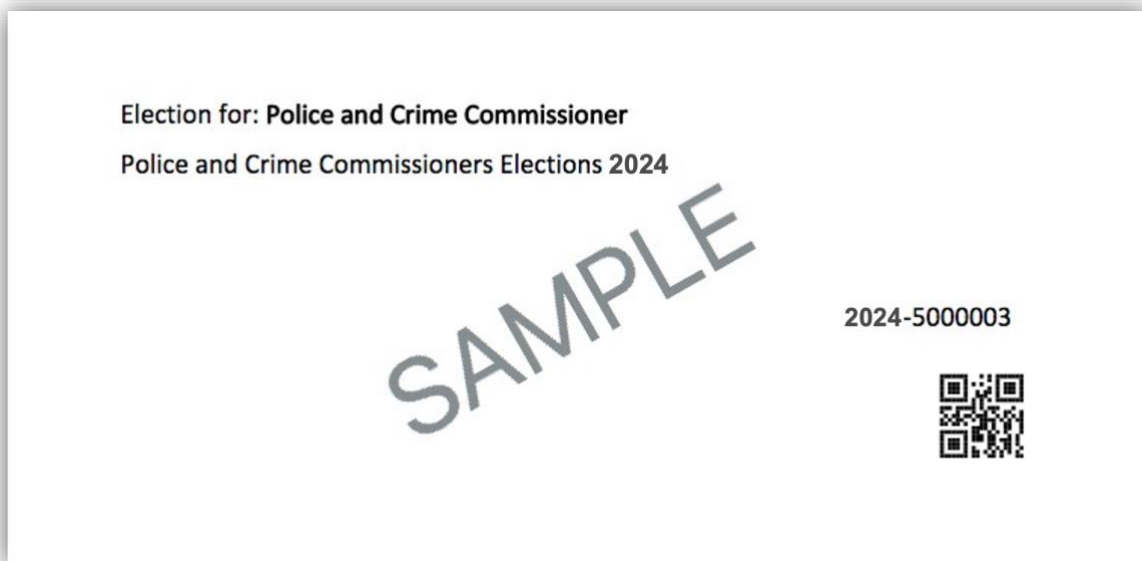 Election for: Police and Crime Commissioner
Police and Crime Commissioners Elections 2024
SAMPLE
2024-5000003